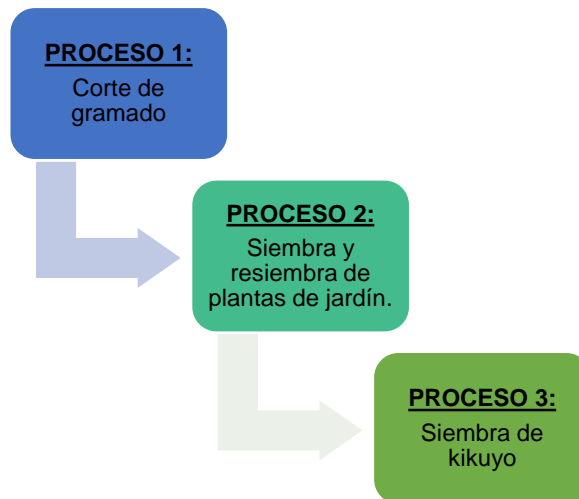 PROCESO 1:
Corte de
gramado
PROCESO 2:
Siembra y
resiembra de
plantas de jardín.
PROCESO 3:
Siembra de
kikuyo